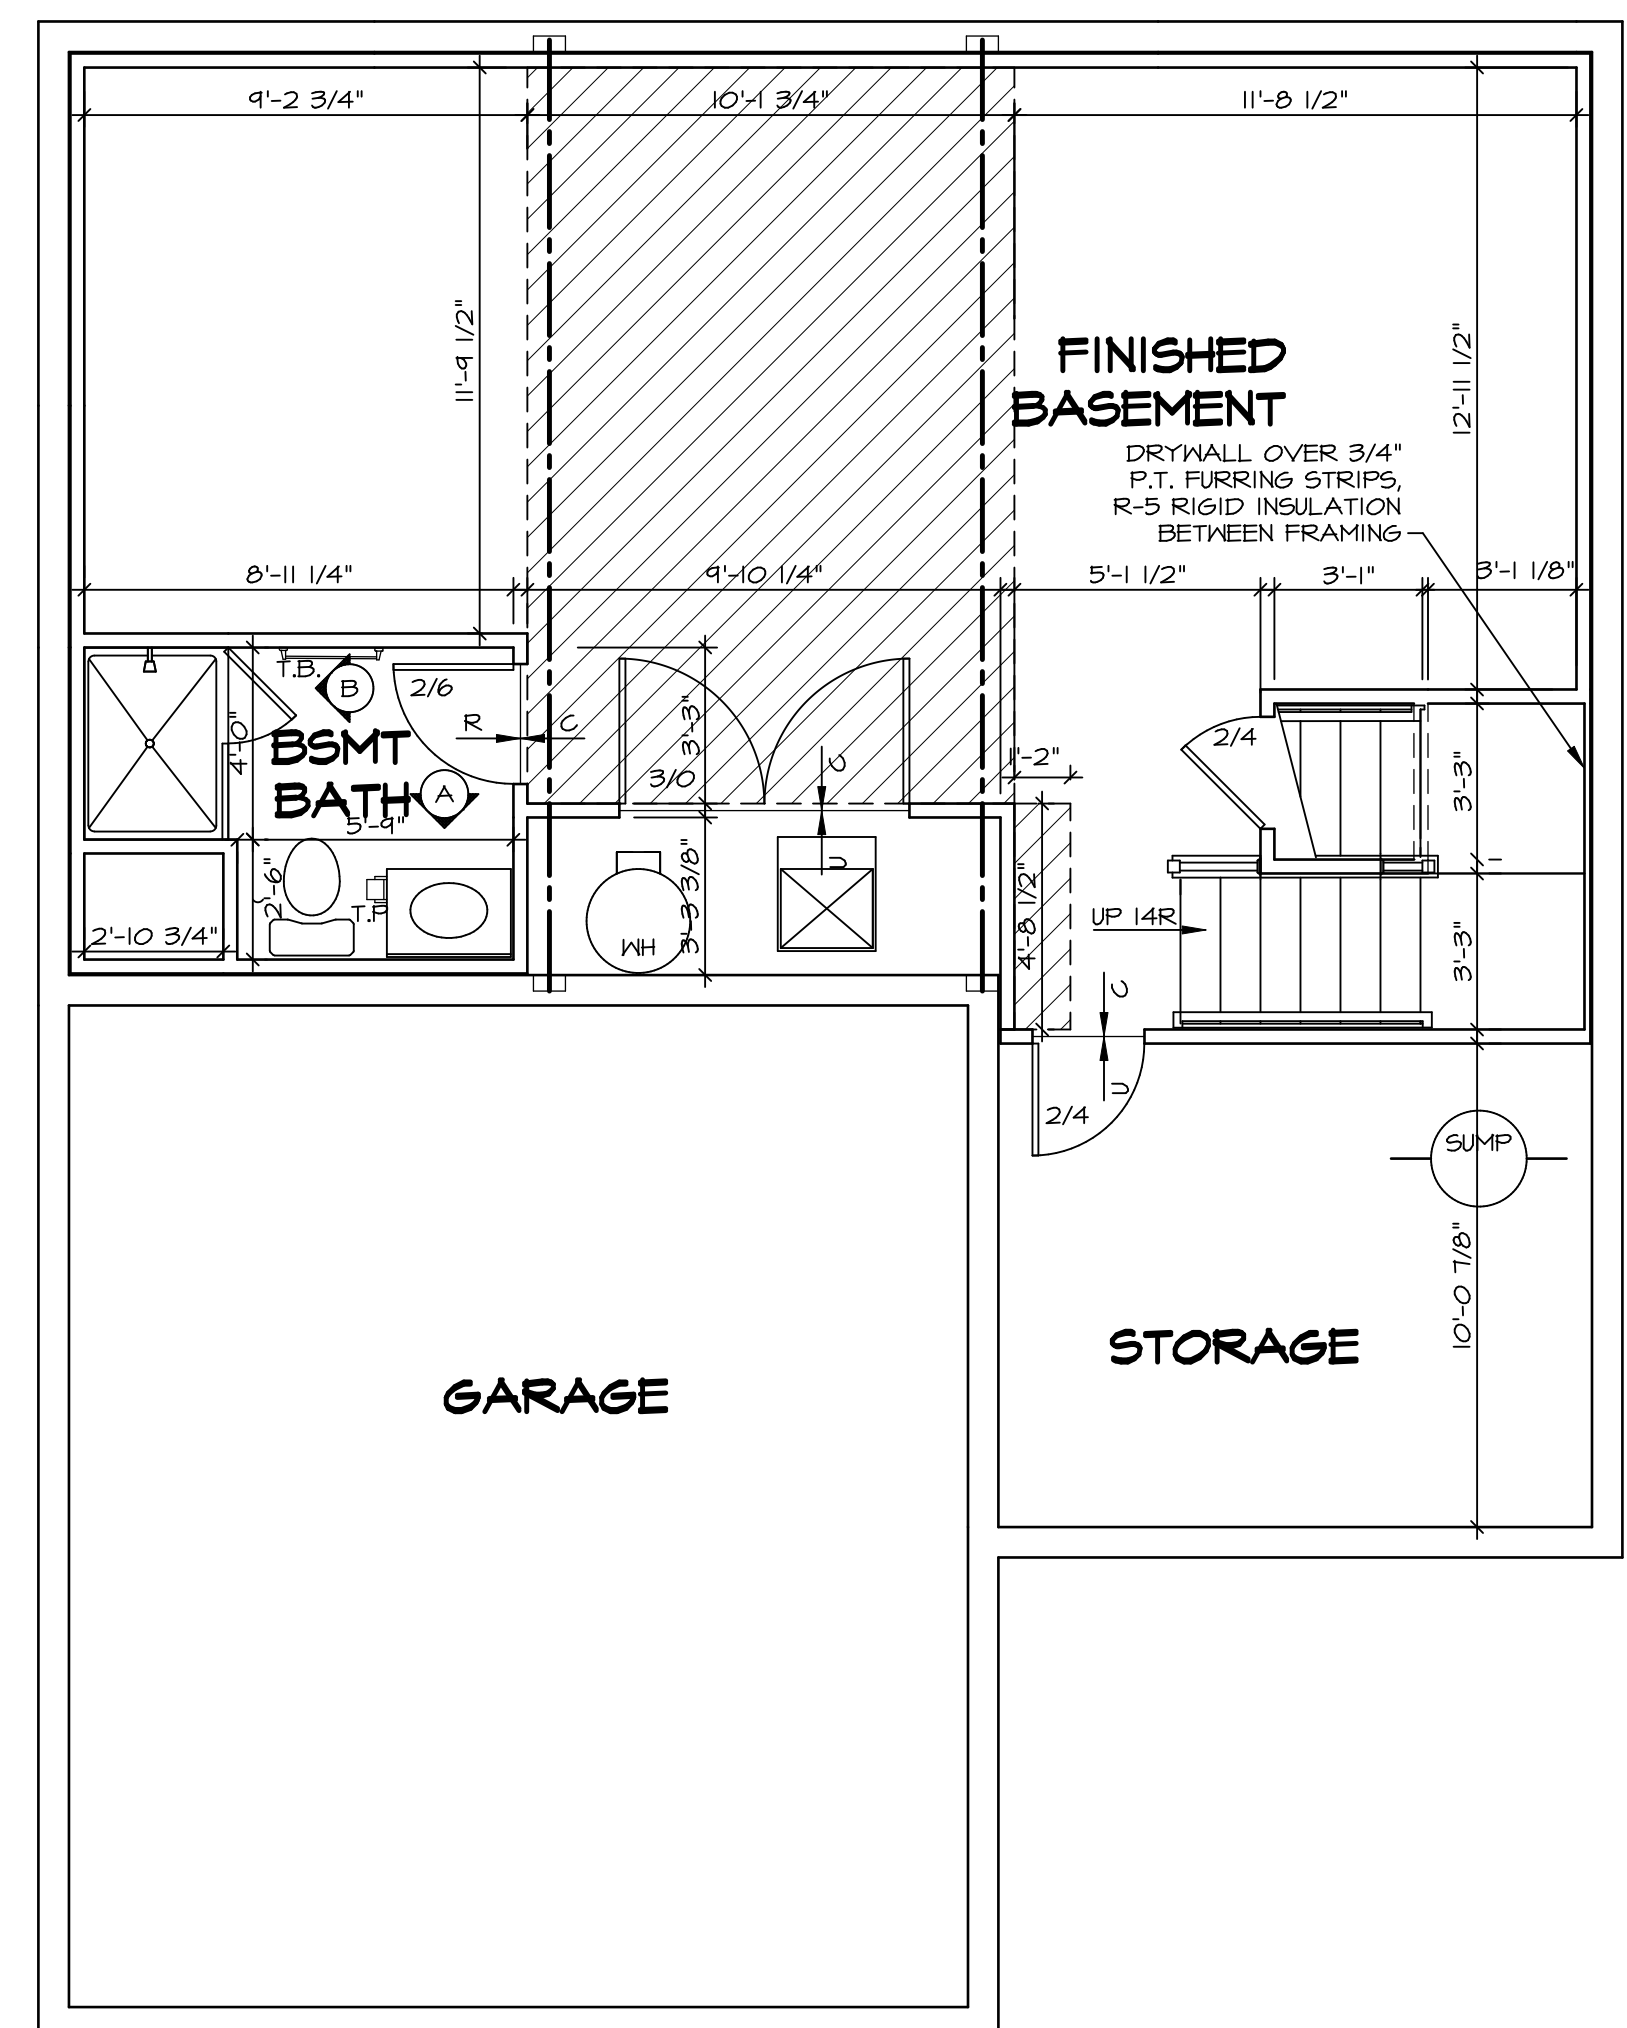 9'-2 3/4"
10'-1 3/4"
11'-8 1/2"
11'-9 1/2"
12'-11 1/2"
FINISHED
BASEMENT
DRYWALL OVER 3/4"
P.T. FURRING STRIPS,
R-5 RIGID INSULATION
BETWEEN FRAMING
8'-11 1/4"
9'-10 1/4"
5'-1 1/2"
3'-1"
3'-1 1/8"
T.B.
B
2/6
R
C
4'-0"
BSMT
BATH
A
5'-9"
3'-3"
3/0
C
U
1'-2"
2/4
3'-3"
2'-6"
T.P.
2'-10 3/4"
WH
3'-3 3/8"
4'-8 1/2"
UP 14R
3'-3"
C
U
2/4
SUMP
10'-0 7/8"
STORAGE
GARAGE